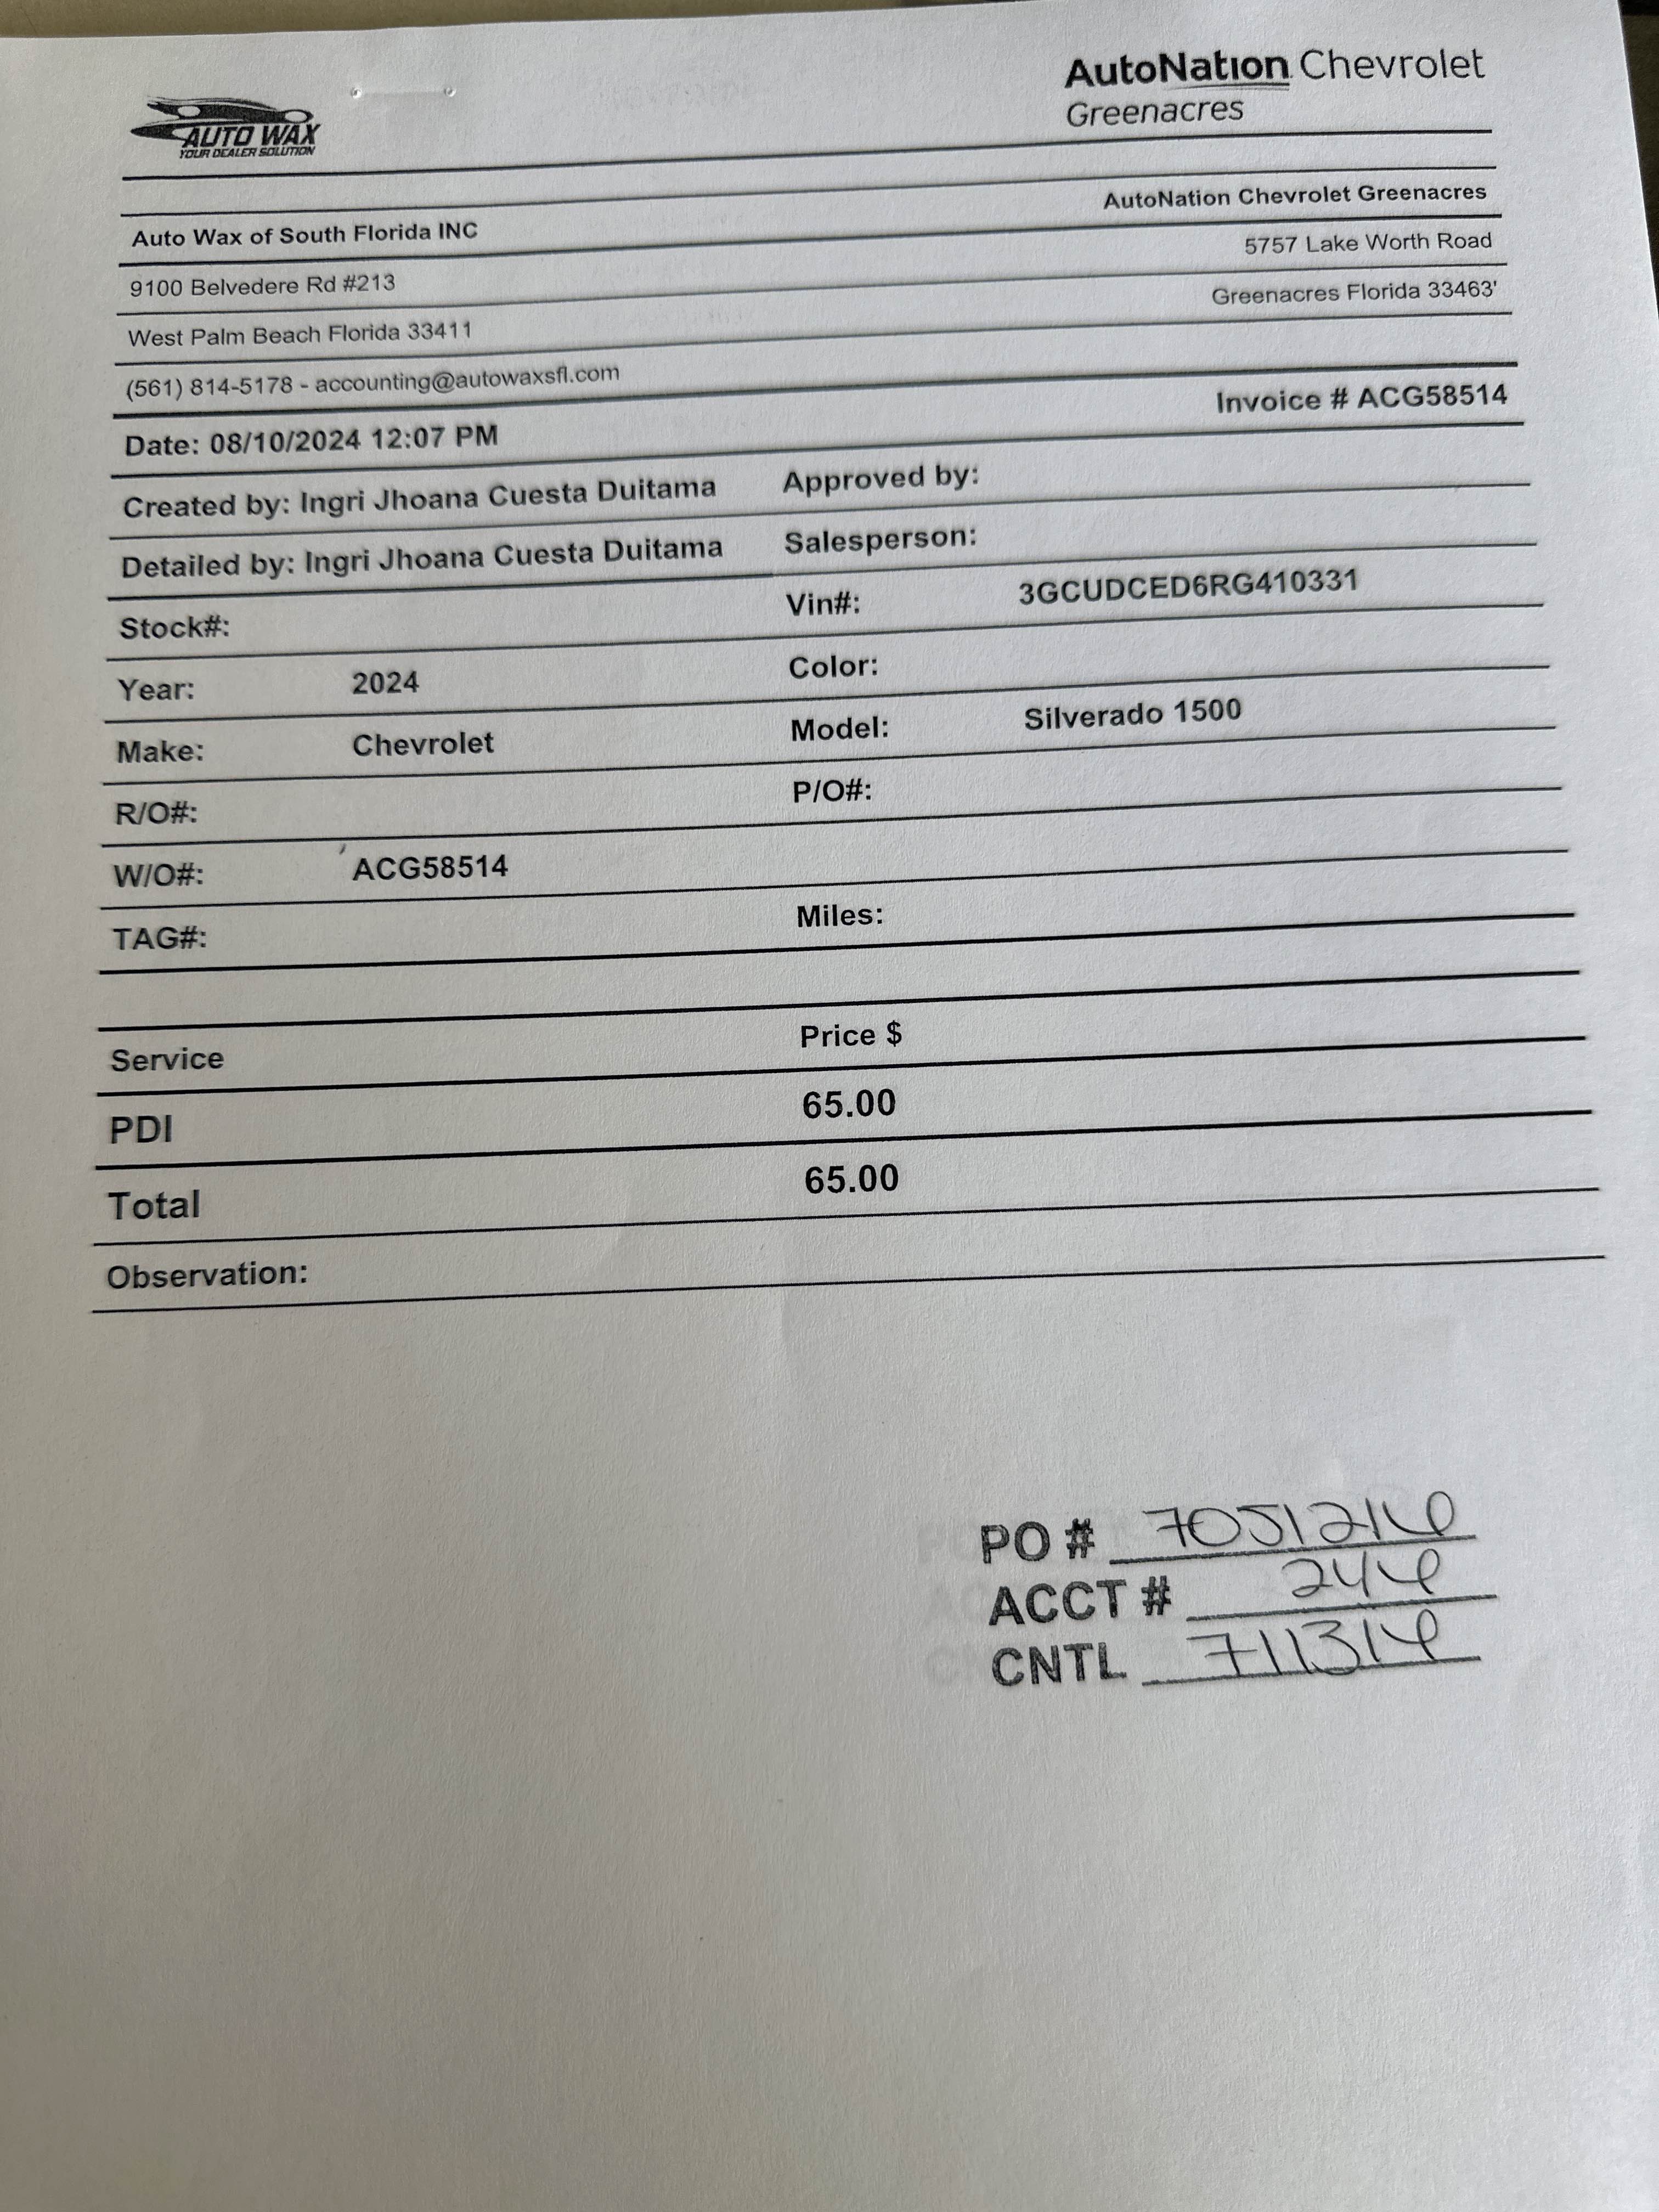 AUTO WAX
YOUR DEALER SOLUTION
AutoNation Chevrolet
Greenacres
AutoNation Chevrolet Greenacres
Auto Wax of South Florida INC
5757 Lake Worth Road
9100 Belvedere Rd #213
Greenacres Florida 33463'
West Palm Beach Florida 33411
(561) 814-5178 - accounting@autowaxsfl.com
Invoice # ACG58514
Date: 08/10/2024 12:07 PM
Created by: Ingri Jhoana Cuesta Duitama Approved by:
Detailed by: Ingri Jhoana Cuesta Duitama Salesperson:
Stock#: Vin#: 3GCUDCED6RG410331
Year: 2024 Color:
Make: Chevrolet Model: Silverado 1500
R/O#: P/O#:
W/O#: ACG58514
TAG#: Miles:
Service Price $
PDI 65.00
Total 65.00
Observation:
PO # 7051216
ACCT # 246
CNTL 711316